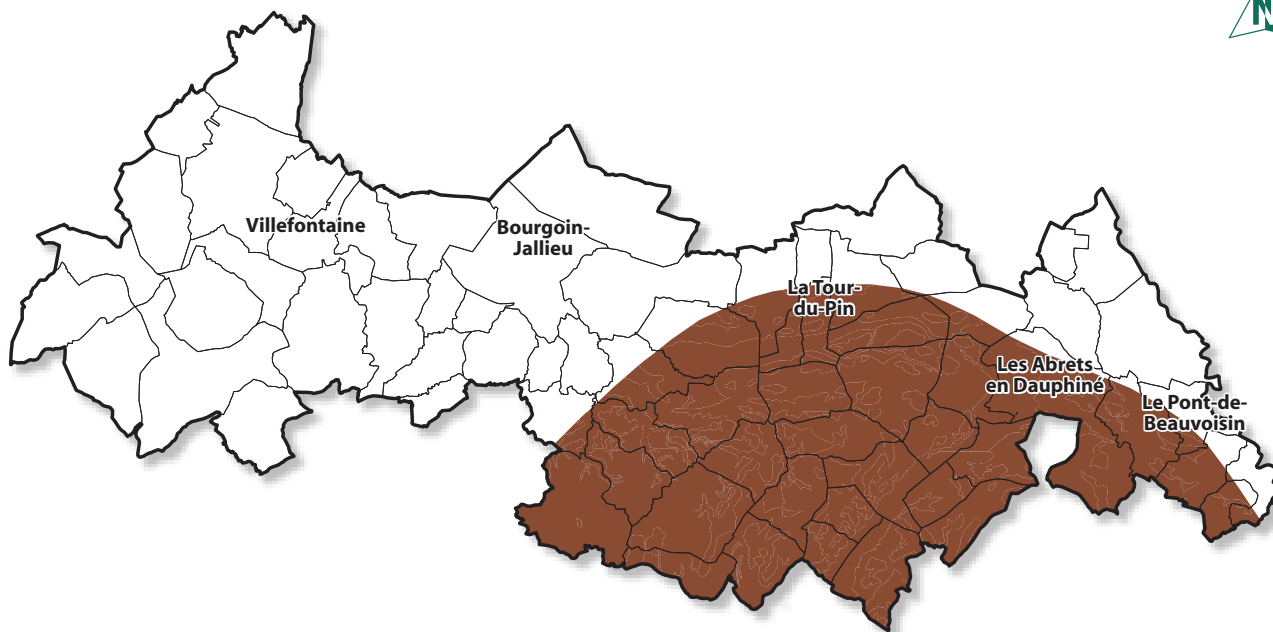 N
Villefontaine
Bourgoin-
Jallieu
La Tour-
du-Pin
Les Abrets
en Dauphiné
Le Pont-de-
Beauvoisin